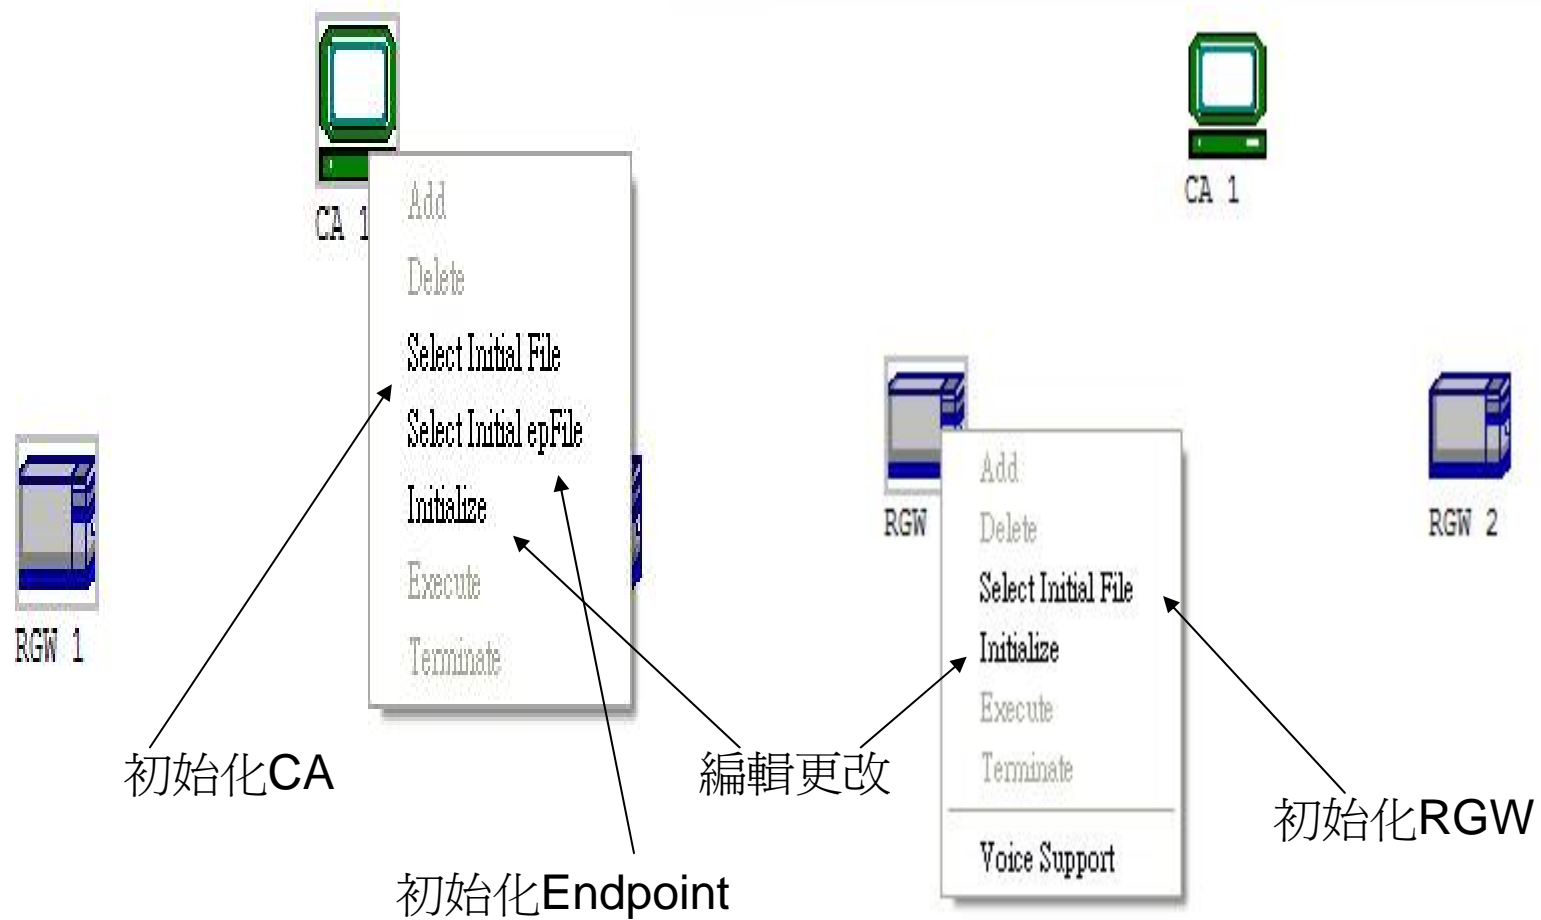 CA 1
Add
Delete
Select Initial File
Select Initial epFile
Initialize
Execute
Terminate
RGW 1
初始化CA
初始化Endpoint
編輯更改
CA 1
RGW
RGW 2
Add
Delete
Select Initial File
Initialize
Execute
Terminate
Voice Support
初始化RGW